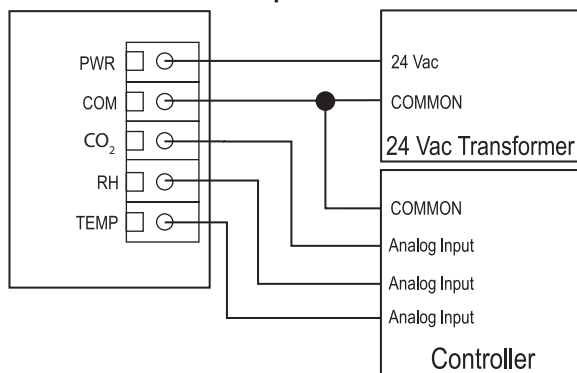 PWR
COM
CO₂
RH
TEMP
24 Vac
COMMON
24 Vac Transformer
COMMON
Analog Input
Analog Input
Analog Input
Controller